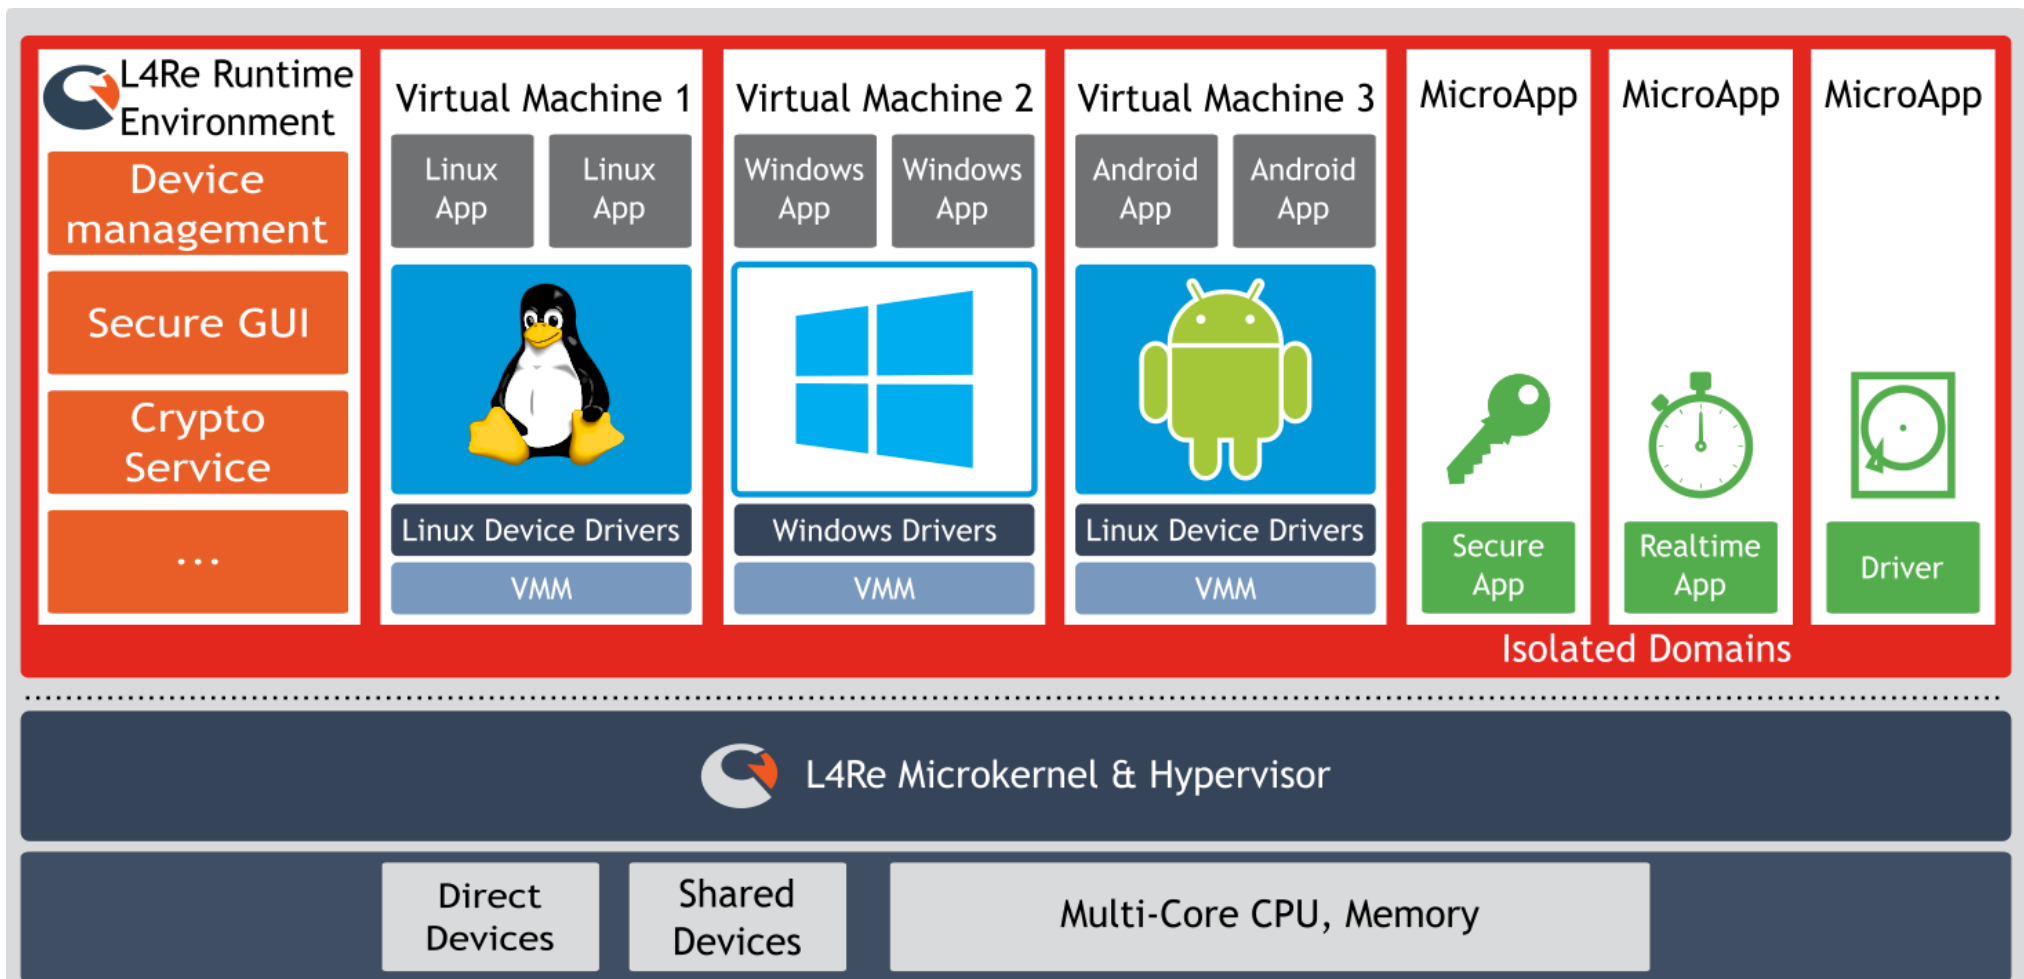 L4Re Runtime
Environment
Device
management
Secure GUI
Crypto
Service
...
Virtual Machine 1
Linux
App
Linux
App
Linux Device Drivers
VMM
Virtual Machine 2
Windows
App
Windows
App
Windows Drivers
VMM
Virtual Machine 3
Android
App
Android
App
Linux Device Drivers
VMM
MicroApp
Secure
App
MicroApp
Realtime
App
MicroApp
Driver
Isolated Domains
L4Re Microkernel & Hypervisor
Direct
Devices
Shared
Devices
Multi-Core CPU, Memory